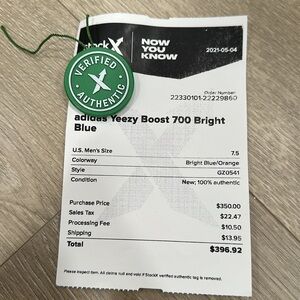 StockX
NOW
YOU
KNOW
2021-05-04
VERIFIED
AUTHENTIC
Order Number
22330101-22229860
adidas Yeezy Boost 700 Bright
Blue
U.S. Men's Size 7.5
Colorway Bright Blue/Orange
Style GZ0541
Condition New; 100% authentic
Purchase Price $350.00
Sales Tax $22.47
Processing Fee $10.50
Shipping $13.95
Total $396.92
Please inspect item. All claims null and void if StockX verified authentic tag is removed.